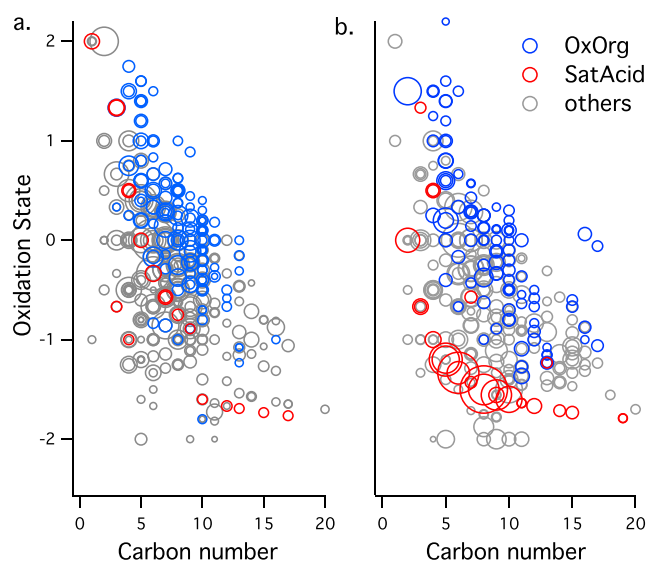 a.
b.
OxOrg
SatAcid
others
Oxidation State
2
1
0
-1
-2
0 5 10 15 20
Carbon number
0 5 10 15 20
Carbon number